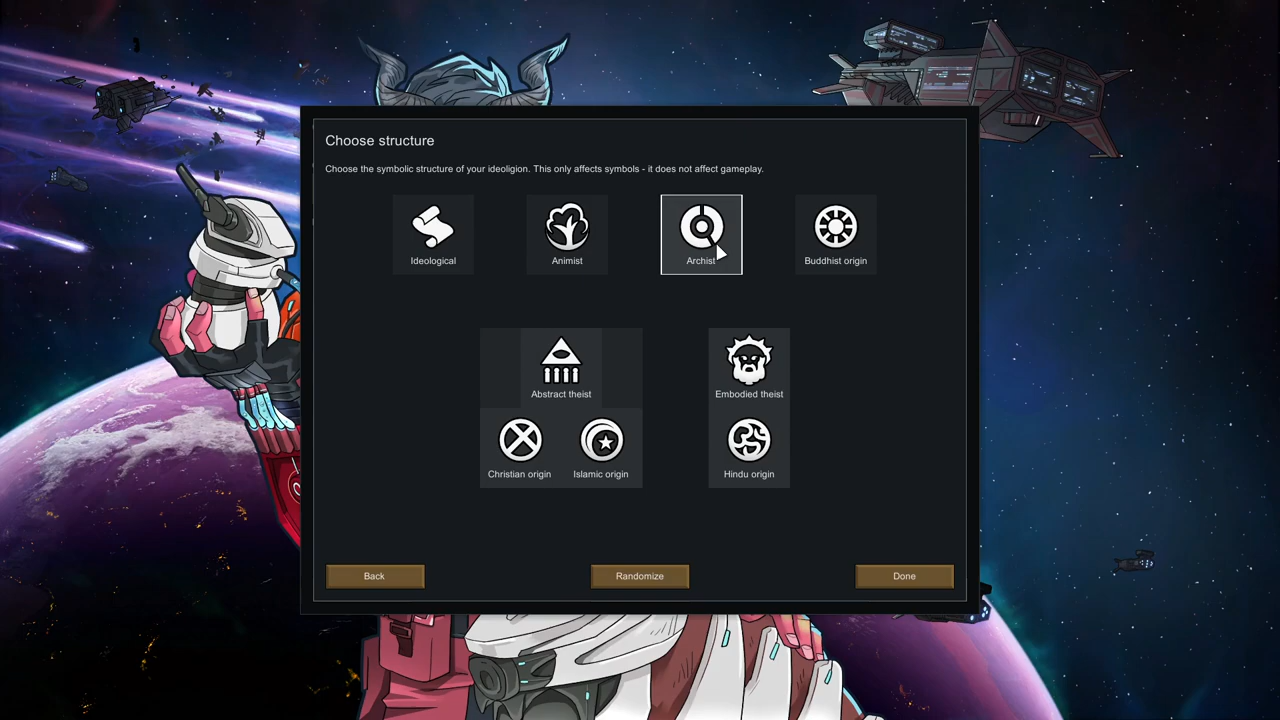 Choose structure
Choose the symbolic structure of your ideoligion. This only affects symbols - it does not affect gameplay.
Ideological
Animist
Archist
Buddhist origin
Abstract theist
Embodied theist
Christian origin
Islamic origin
Hindu origin
Back
Randomize
Done